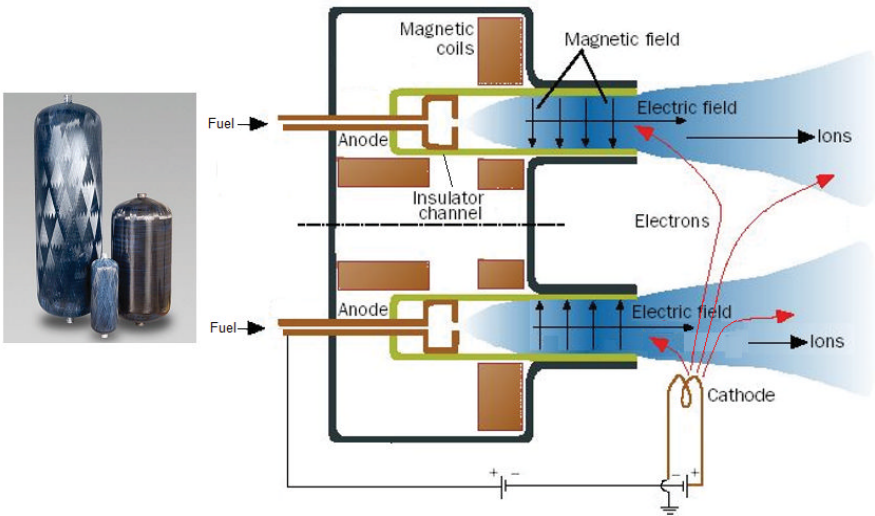 Magnetic
coils
Magnetic field
Fuel
Anode
Electric field
Ions
Insulator
channel
Electrons
Fuel
Anode
Electric field
Ions
Cathode
+ −
− +